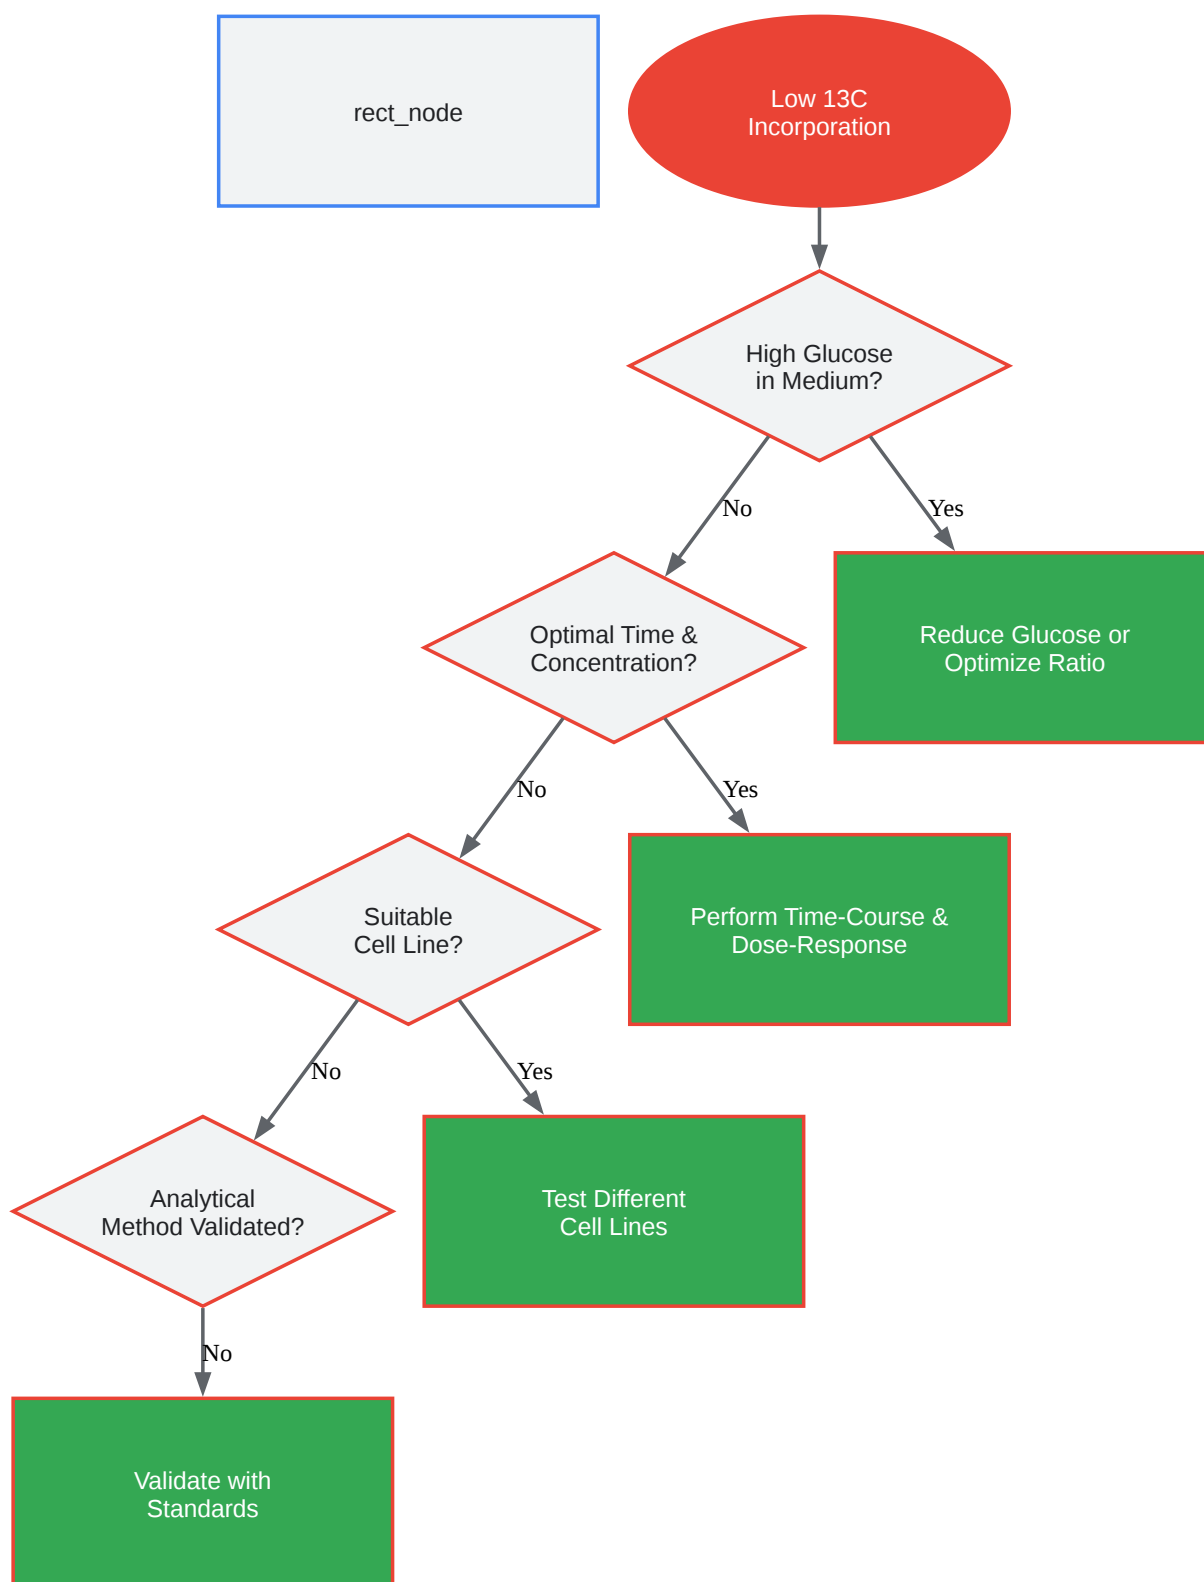 rect_node
Low 13C
Incorporation
High Glucose
in Medium?
No
Yes
Optimal Time &
Concentration?
Reduce Glucose or
Optimize Ratio
No
Yes
Suitable
Cell Line?
Perform Time-Course &
Dose-Response
No
Yes
Analytical
Method Validated?
Test Different
Cell Lines
No
Validate with
Standards